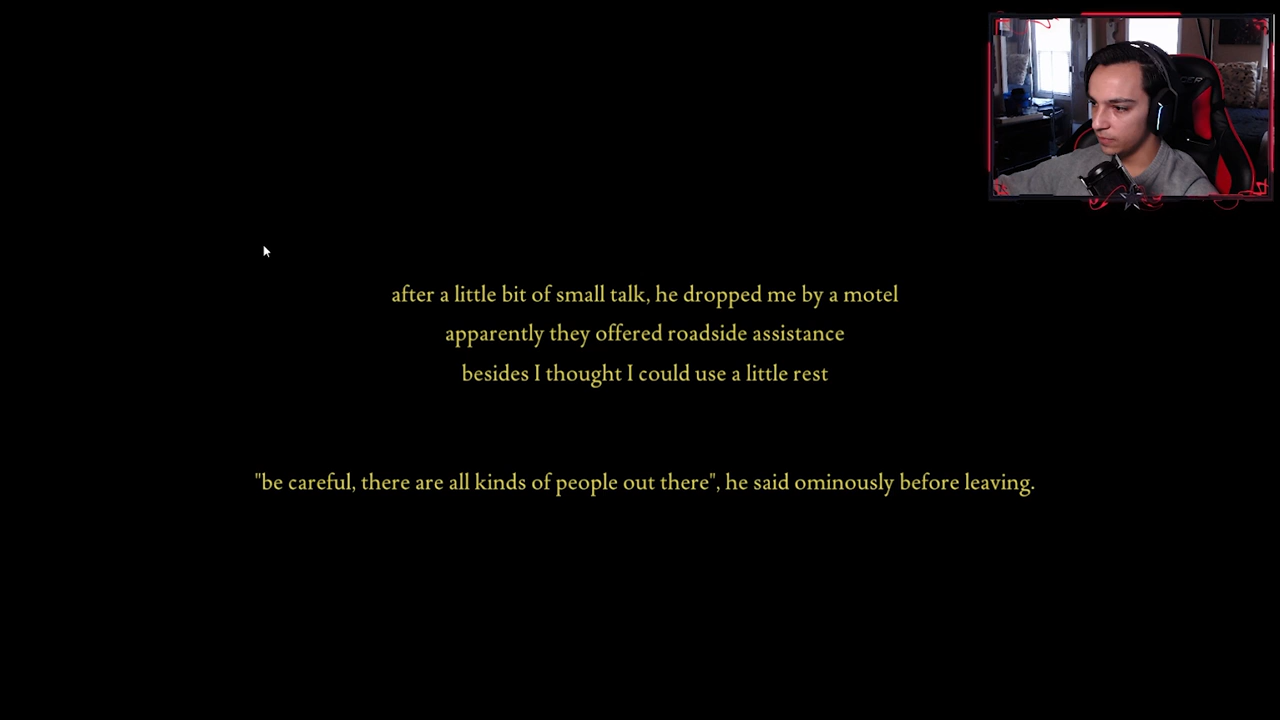 after a little bit of small talk, he dropped me by a motel
apparently they offered roadside assistance
besides I thought I could use a little rest
"be careful, there are all kinds of people out there", he said ominously before leaving.